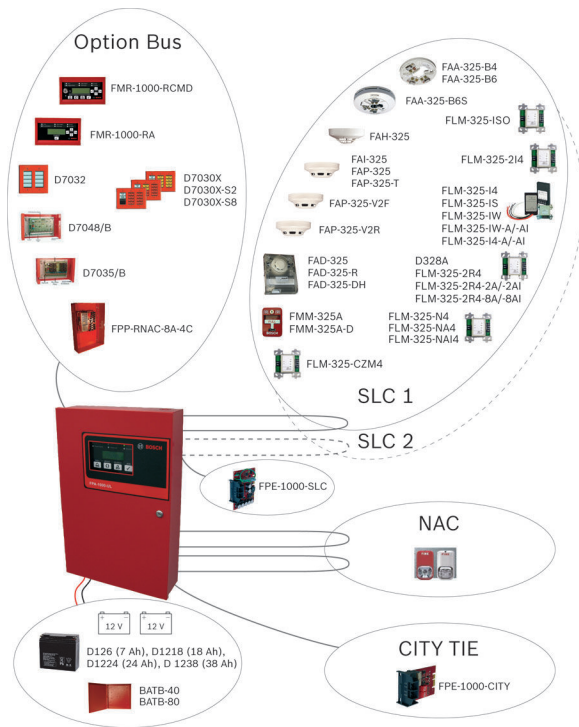 Option Bus
FMR-1000-RCMD
FMR-1000-RA
D7032
D7030X
D7030X-S2
D7030X-S8
D7048/B
D7035/B
FPP-RNAC-8A-4C
FAA-325-B4
FAA-325-B6
FAA-325-B6S
FLM-325-ISO
FAH-325
FLM-325-2I4
FAI-325
FAP-325
FAP-325-T
FLM-325-I4
FLM-325-IS
FLM-325-IW
FLM-325-IW-A/-AI
FLM-325-I4-A/-AI
FAP-325-V2F
FAP-325-V2R
FAD-325
FAD-325-R
FAD-325-DH
D328A
FLM-325-2R4
FLM-325-2R4-2A/-2AI
FLM-325-2R4-8A/-8AI
FMM-325A
FMM-325A-D
FLM-325-N4
FLM-325-NA4
FLM-325-NAI4
FLM-325-CZM4
SLC 1
SLC 2
BOSCH
FPE-1000-SLC
NAC
12 V
12 V
D126 (7 Ah), D1218 (18 Ah),
D1224 (24 Ah), D 1238 (38 Ah)
BATB-40
BATB-80
CITY TIE
FPE-1000-CITY